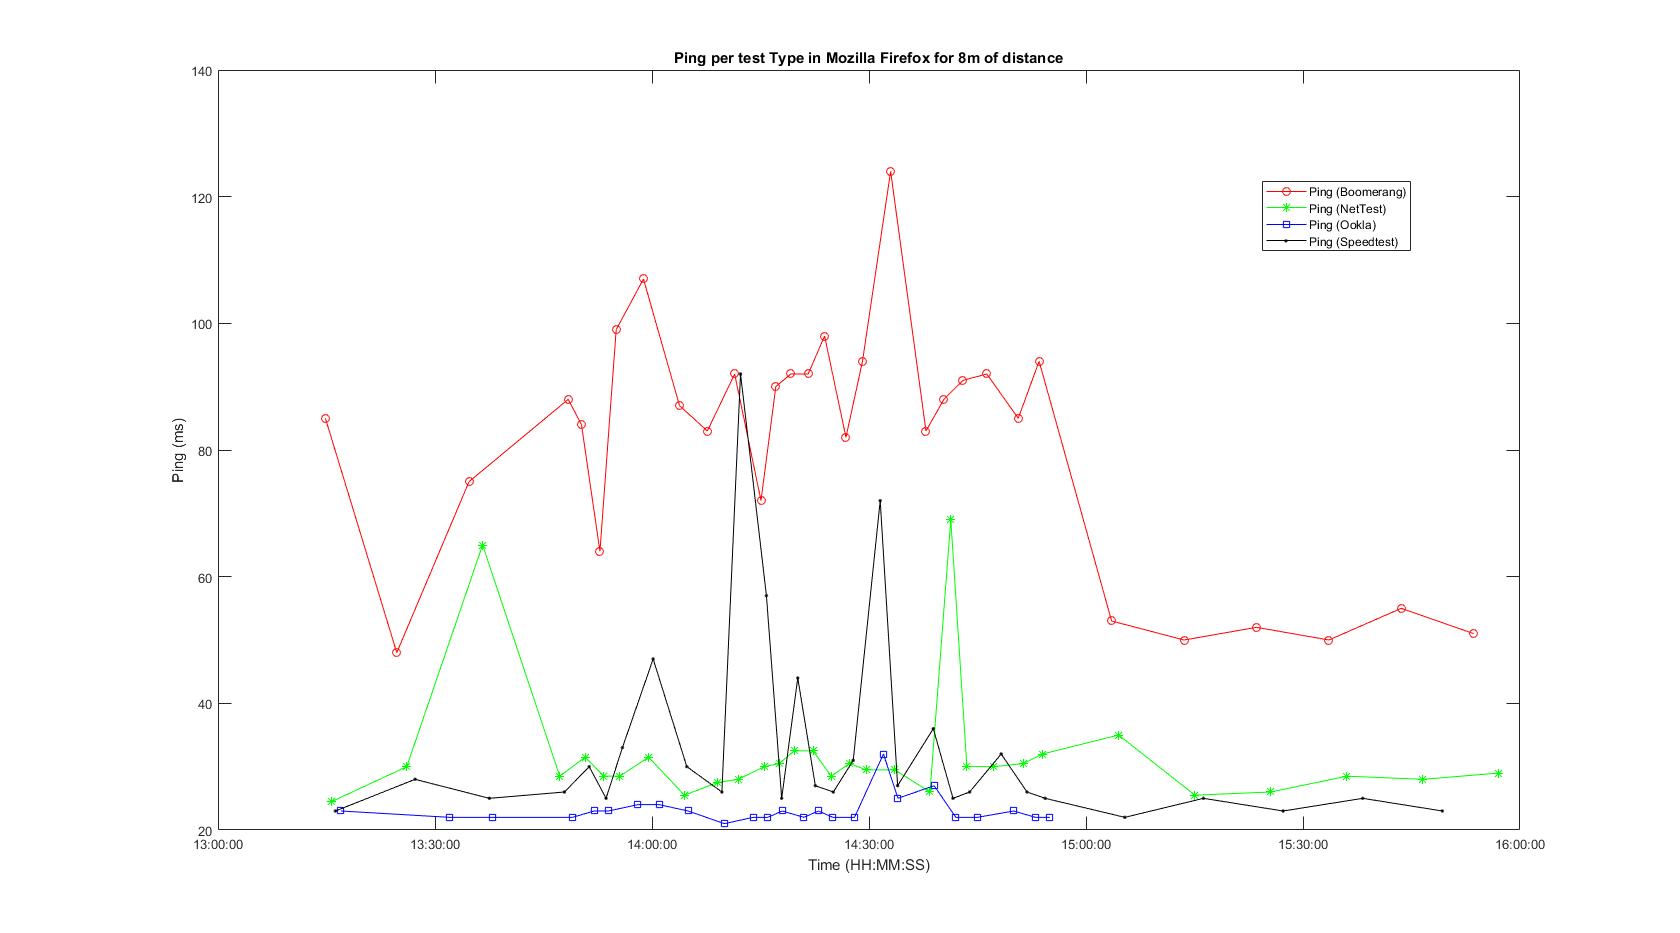 Ping per test Type in Mozilla Firefox for 8m of distance
140
120
100
80
60
40
20
Ping (ms)
Ping (Boomerang)
Ping (NetTest)
Ping (Ookla)
Ping (Speedtest)
13:00:00 13:30:00 14:00:00 14:30:00 15:00:00 15:30:00 16:00:00
Time (HH:MM:SS)